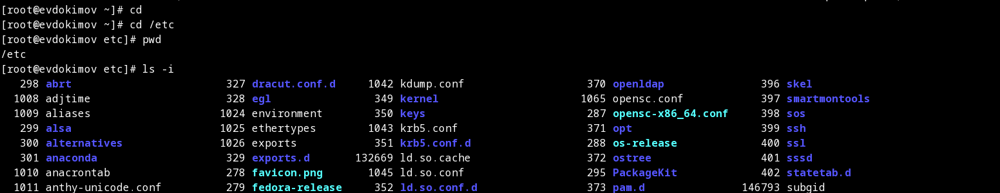 [root@evdokimov ~]# cd
[root@evdokimov ~]# cd /etc
[root@evdokimov etc]# pwd
/etc
[root@evdokimov etc]# ls -i
298 abrt 327 dracut.conf.d 1042 kdump.conf 370 openldap 396 skel
1008 adjtime 328 egl 349 kernel 1065 opensc.conf 397 smartmontools
1009 aliases 1024 environment 350 keys 287 opensc-x86_64.conf 398 sos
299 alsa 1025 ethertypes 1043 krb5.conf 371 opt 399 ssh
300 alternatives 1026 exports 351 krb5.conf.d 288 os-release 400 ssl
301 anaconda 329 exports.d 132669 ld.so.cache 372 ostree 401 sssd
1010 anacrontab 278 favicon.png 1045 ld.so.conf 295 PackageKit 402 statetab.d
1011 anthy-unicode.conf 279 fedora-release 352 ld.so.conf.d 373 pam.d 146793 subgid